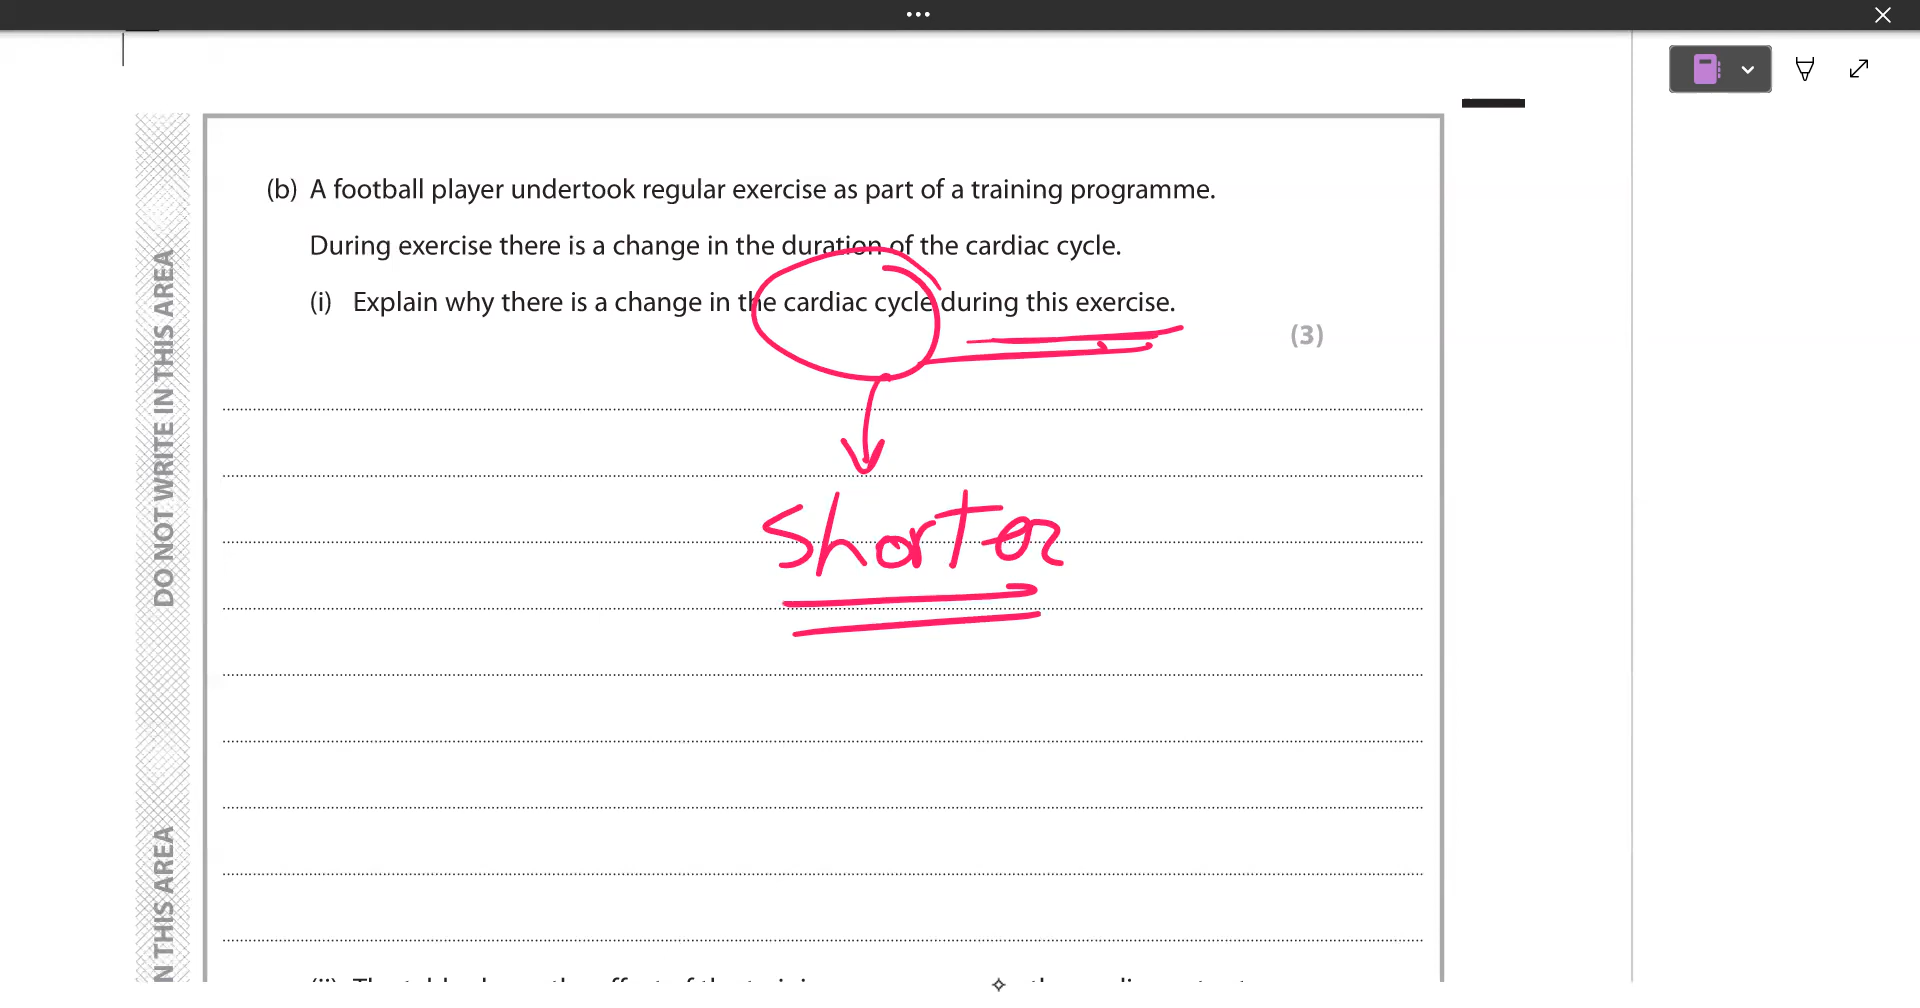 (b) A football player undertook regular exercise as part of a training programme.
During exercise there is a change in the duration of the cardiac cycle.
(i) Explain why there is a change in the cardiac cycle during this exercise.
(3)
Shorter
DO NOT WRITE IN THIS AREA
N THIS AREA